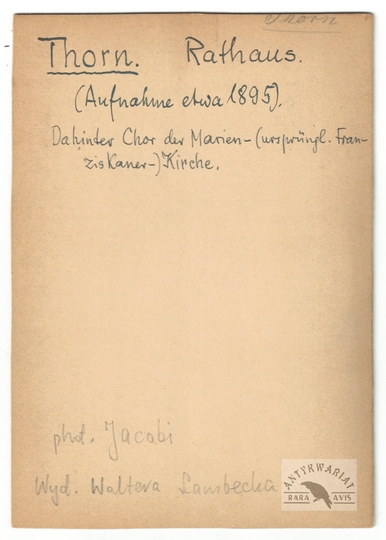 Thorn
Thorn. Rathaus.
(Aufnahme etwa 1895).
Dahinter Chor der Marien-(ursprüngl. Fran-
ziskaner-)Kirche.
phot. Jacobi
Wyd. Waltera Lambecka
ANTYKWARIAT
RARA AVIS